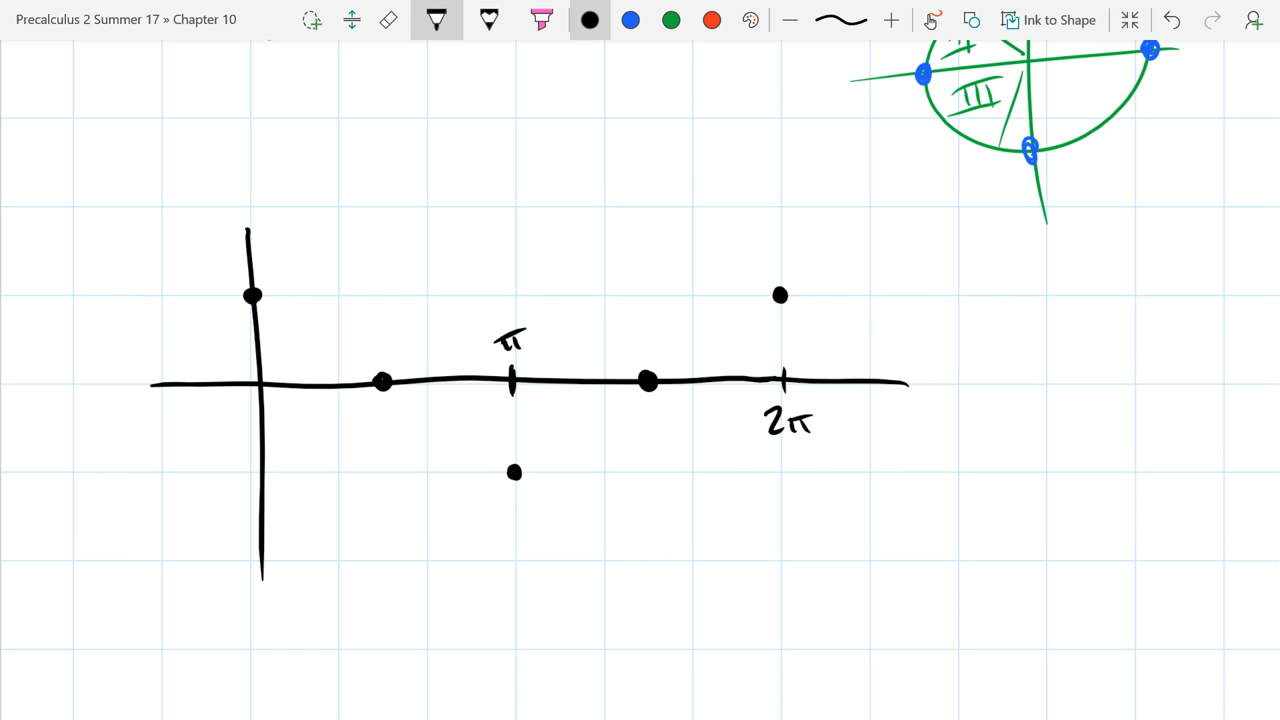 Precalculus 2 Summer 17 » Chapter 10
Ink to Shape
III
π
2π